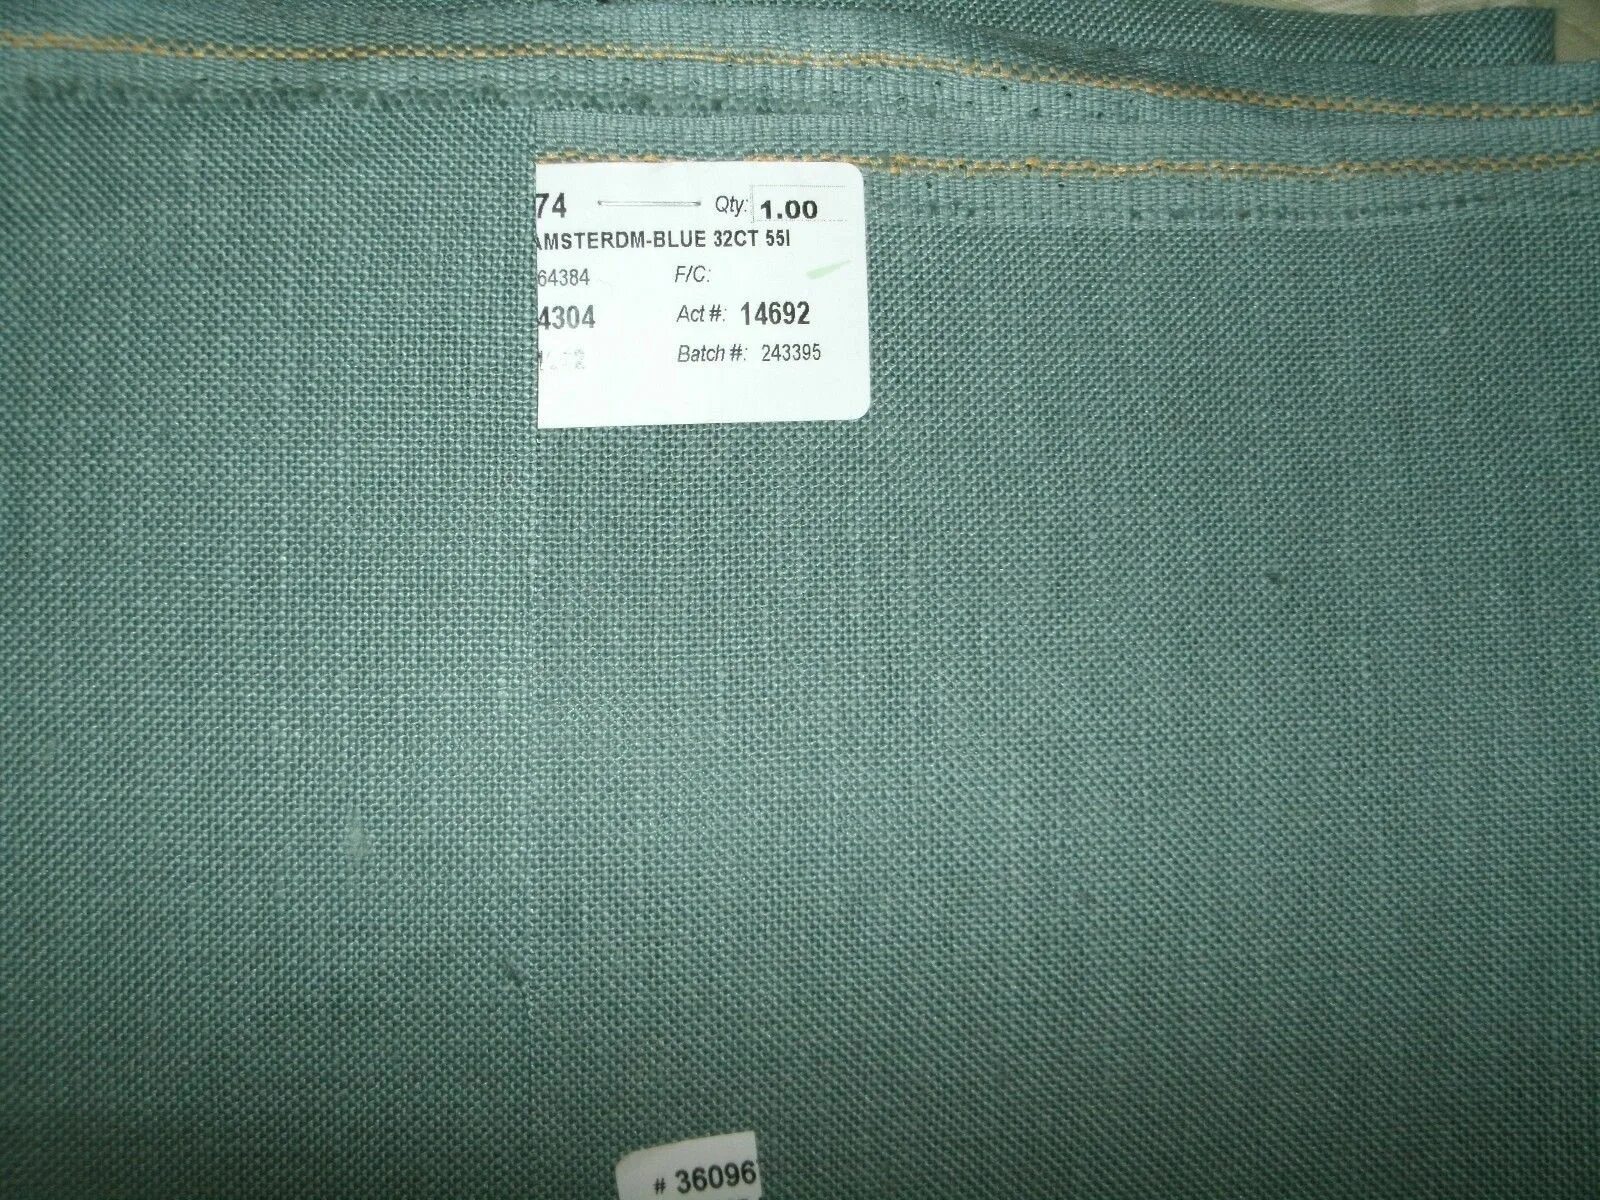 74 Qty: 1.00
AMSTERDM-BLUE 32CT 55I
64384 F/C:
4304 Act #: 14692
Batch #: 243395
# 36096